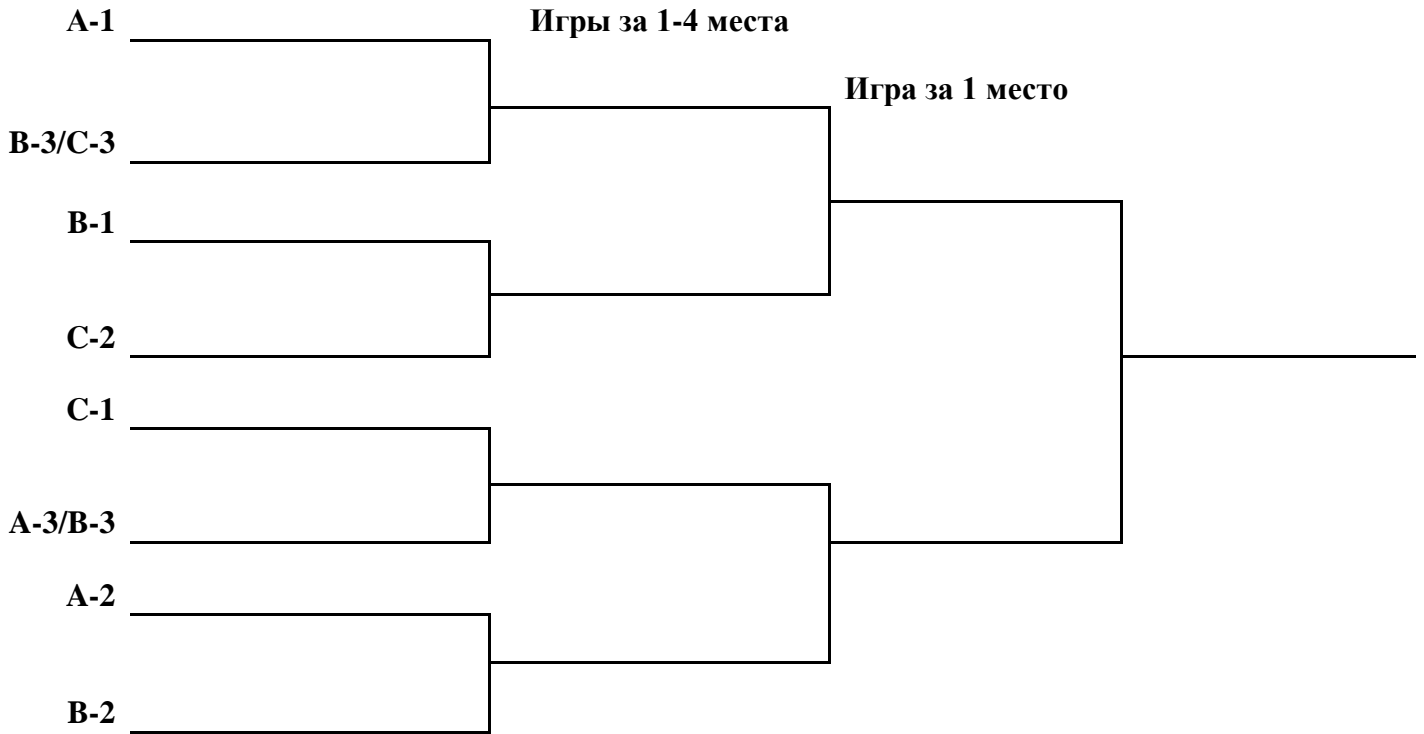 А-1
Игры за 1-4 места
Игра за 1 место
В-3/С-3
В-1
С-2
С-1
А-3/В-3
А-2
В-2